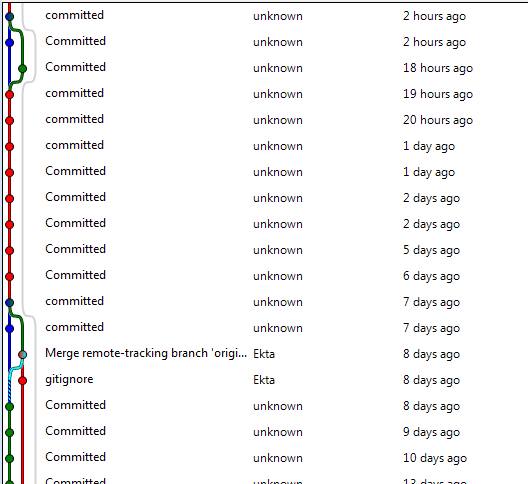 committed unknown 2 hours ago
Committed unknown 2 hours ago
Committed unknown 18 hours ago
committed unknown 19 hours ago
committed unknown 20 hours ago
committed unknown 1 day ago
Committed unknown 1 day ago
Committed unknown 2 days ago
Committed unknown 2 days ago
Committed unknown 5 days ago
Committed unknown 6 days ago
committed unknown 7 days ago
committed unknown 7 days ago
Merge remote-tracking branch 'origi... Ekta 8 days ago
gitignore Ekta 8 days ago
Committed unknown 8 days ago
Committed unknown 9 days ago
Committed unknown 10 days ago
Committed unknown 13 days ago